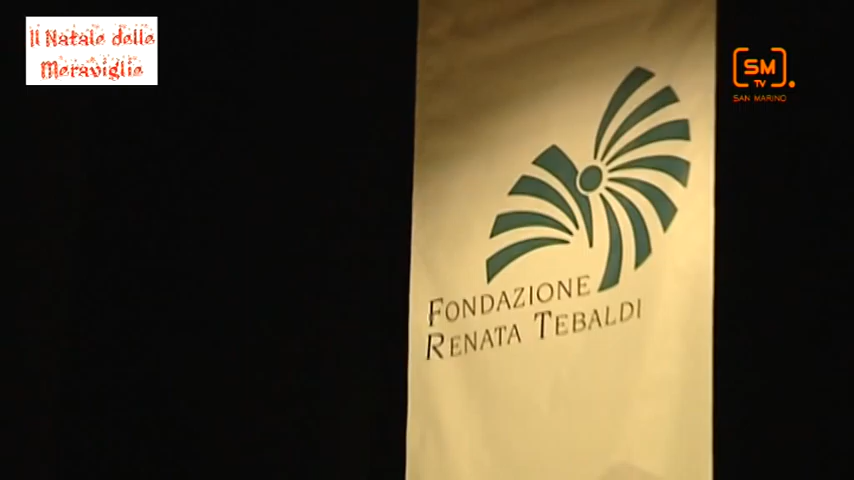 Il Natale delle
Meraviglie
SM
TV
SAN MARINO
FONDAZIONE
RENATA TEBALDI